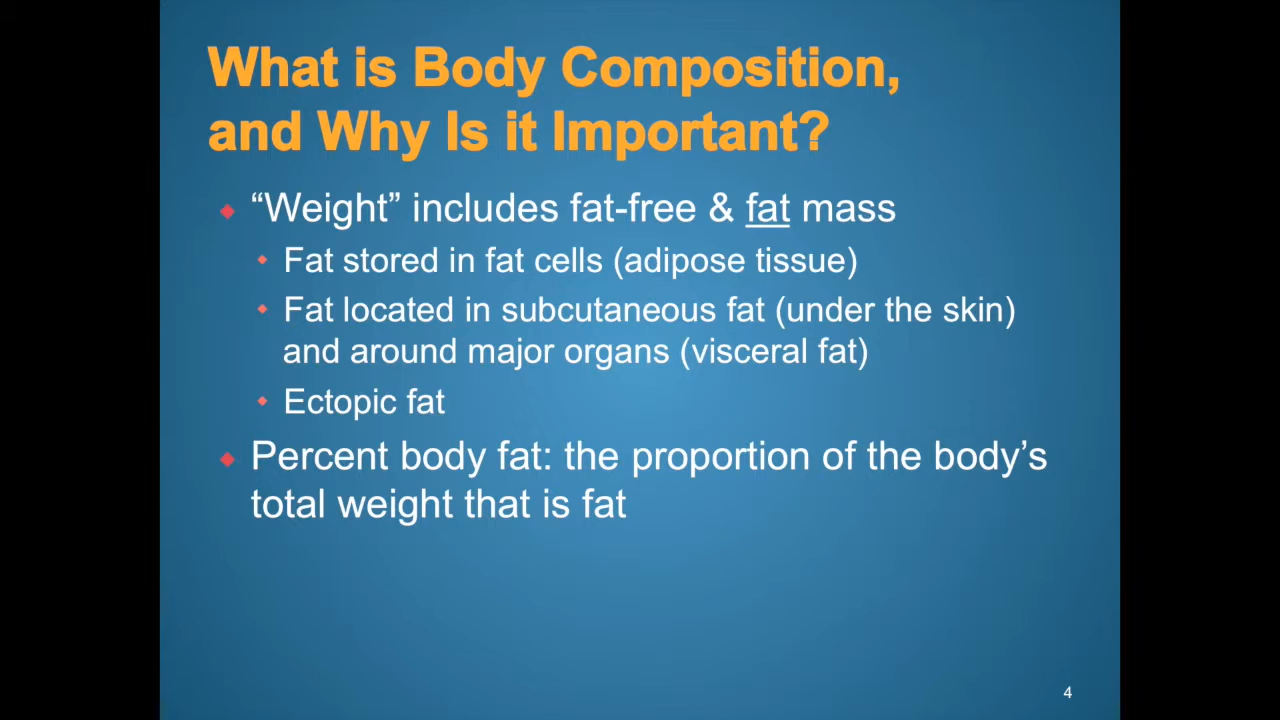 What is Body Composition,
and Why Is it Important?
“Weight” includes fat-free & fat mass
Fat stored in fat cells (adipose tissue)
Fat located in subcutaneous fat (under the skin)
and around major organs (visceral fat)
Ectopic fat
Percent body fat: the proportion of the body’s
total weight that is fat
4